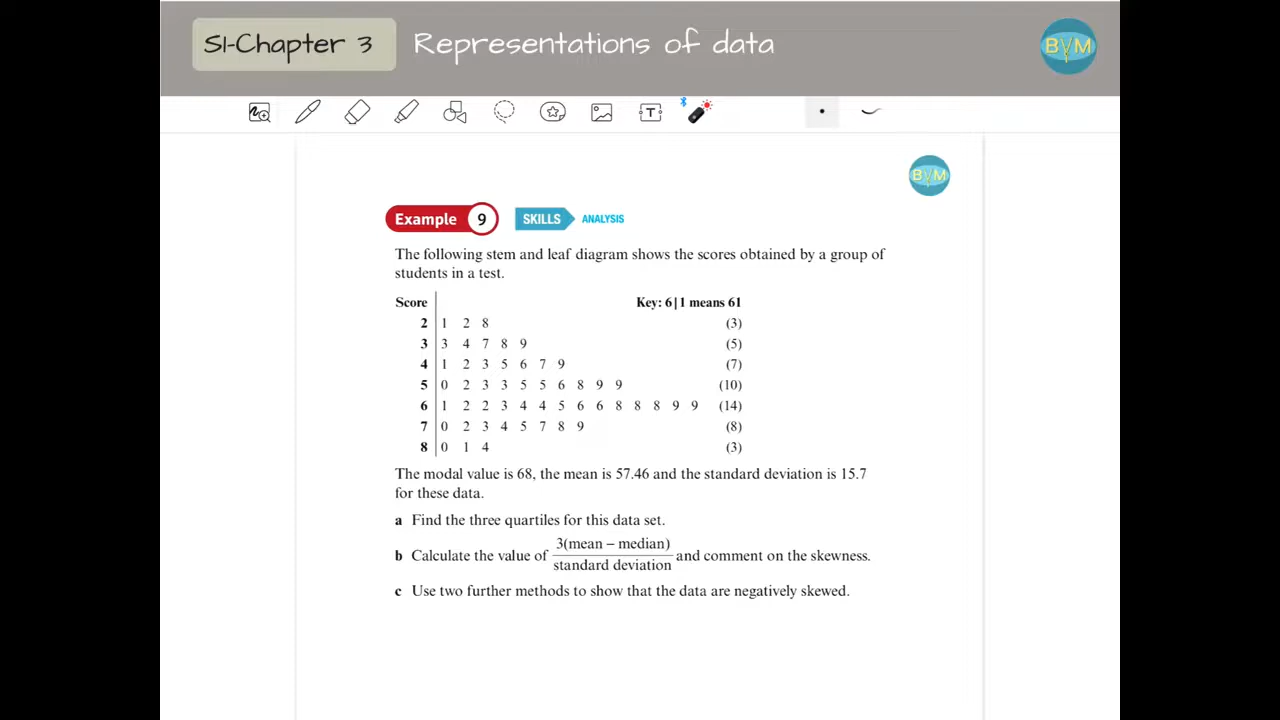 S1-Chapter 3 Representations of data
BγM
T
BγM
Example 9 SKILLS ANALYSIS
The following stem and leaf diagram shows the scores obtained by a group of
students in a test.
Score Key: 6|1 means 61
2 1 2 8 (3)
3 3 4 7 8 9 (5)
4 1 2 3 5 6 7 9 (7)
5 0 2 3 3 5 5 6 8 9 9 (10)
6 1 2 2 3 4 4 5 6 6 8 8 8 9 9 (14)
7 0 2 3 4 5 7 8 9 (8)
8 0 1 4 (3)
The modal value is 68, the mean is 57.46 and the standard deviation is 15.7
for these data.
a Find the three quartiles for this data set.
b Calculate the value of 3(mean − median) / standard deviation and comment on the skewness.
c Use two further methods to show that the data are negatively skewed.